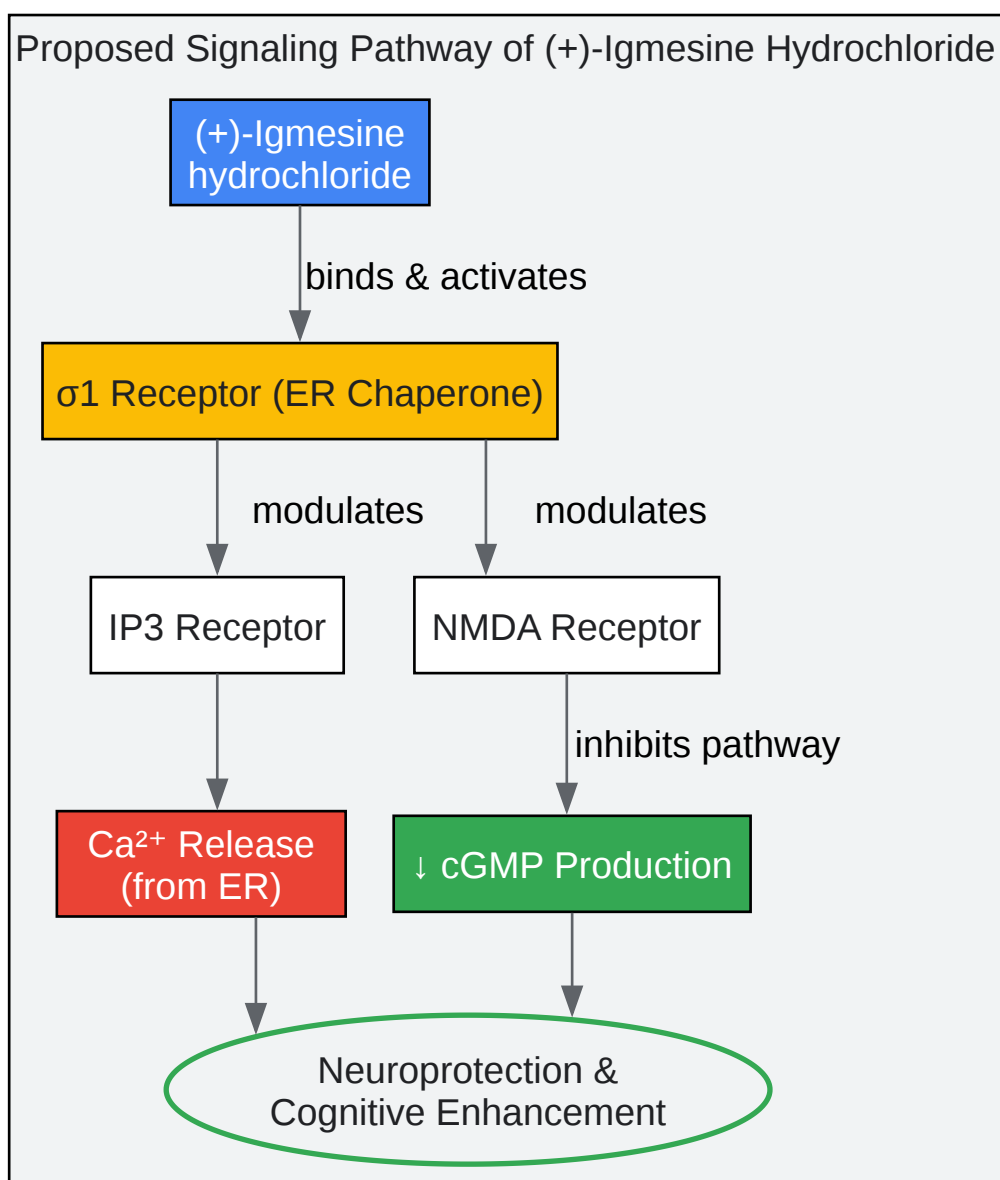 Proposed Signaling Pathway of (+)-Igmesine Hydrochloride
(+)-Igmesine
hydrochloride
binds & activates
σ1 Receptor (ER Chaperone)
modulates
modulates
IP3 Receptor
NMDA Receptor
inhibits pathway
Ca²⁺ Release
(from ER)
↓ cGMP Production
Neuroprotection &
Cognitive Enhancement